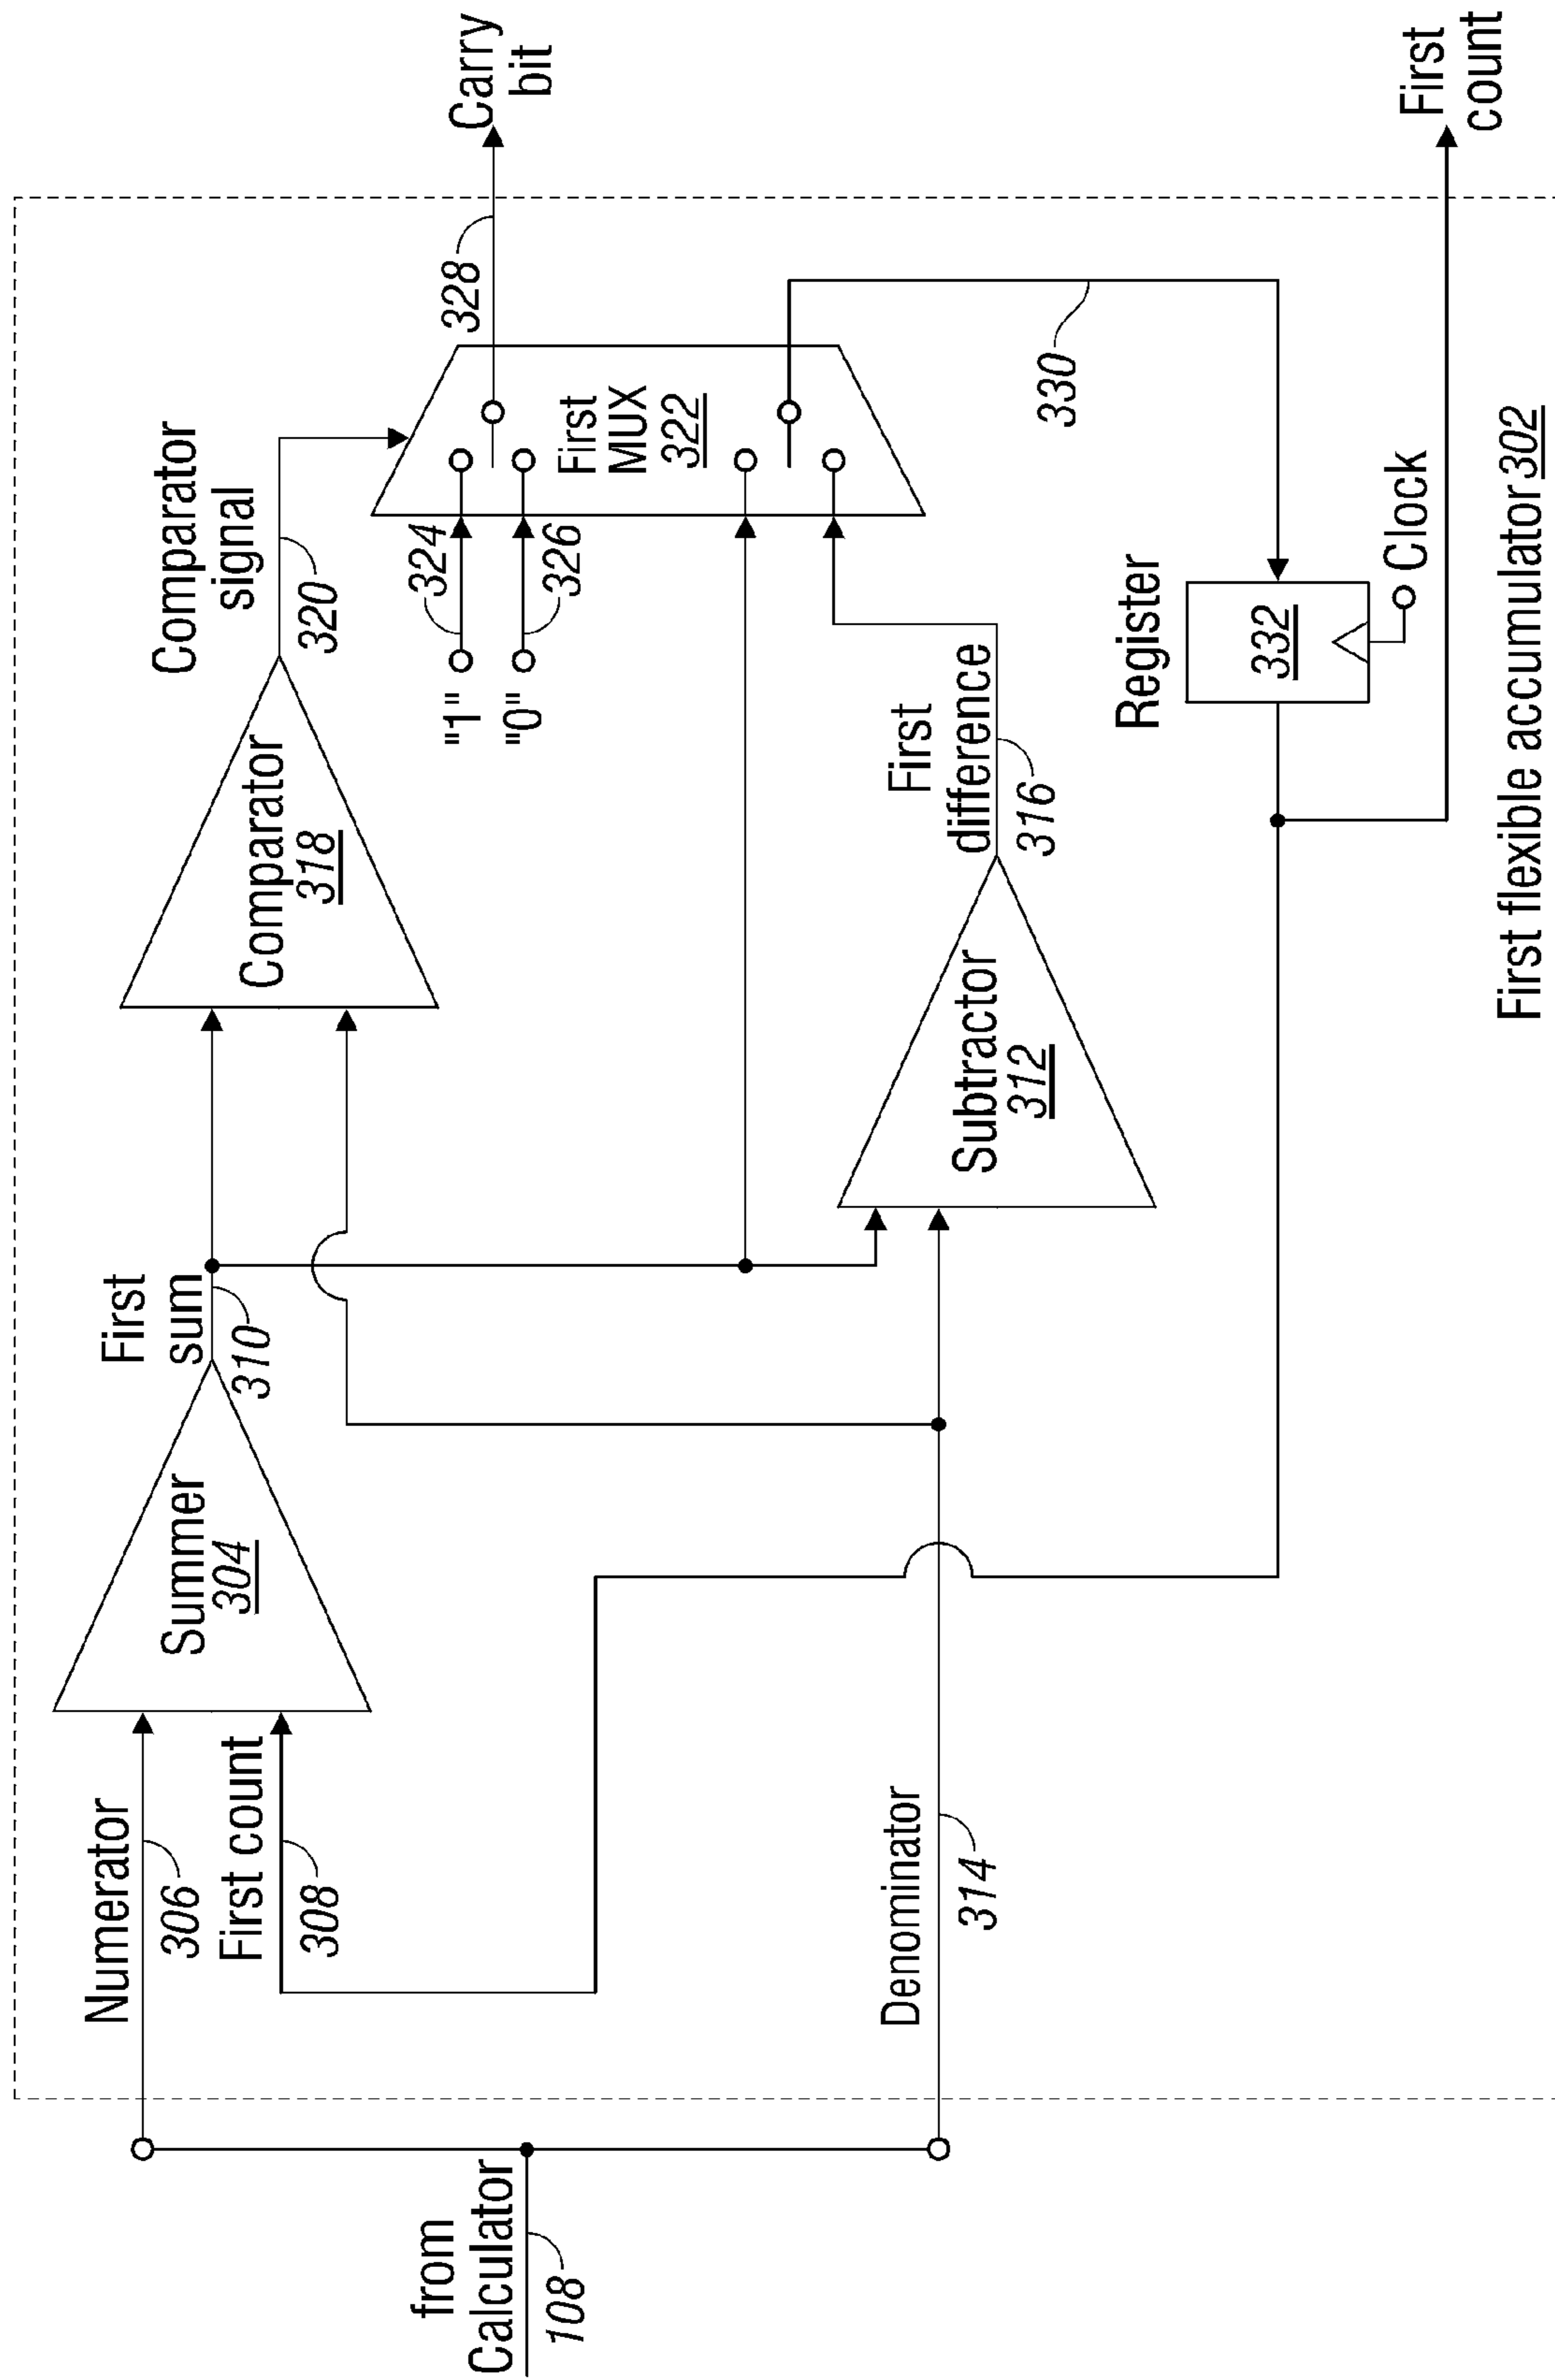 from
Calculator
108
Numerator
306
First count
308
Denominator
314
Summer
304
First
sum
310
Comparator
318
Subtractor
312
Comparator
signal
320
First
difference
316
"1"
324
"0"
326
First
MUX
322
328
330
Register
332
Clock
Carry
bit
First
count
First flexible accumulator 302